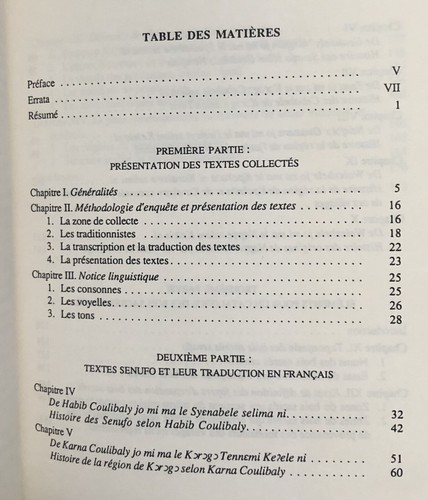 TABLE DES MATIÈRES
Préface ..... V
Errata ..... VII
Résumé ..... 1
PREMIÈRE PARTIE :
PRÉSENTATION DES TEXTES COLLECTÉS
Chapitre I. Généralités ..... 5
Chapitre II. Méthodologie d'enquête et présentation des textes ..... 16
1. La zone de collecte ..... 16
2. Les traditionnistes ..... 18
3. La transcription et la traduction des textes ..... 22
4. La présentation des textes ..... 23
Chapitre III. Notice linguistique ..... 25
1. Les consonnes ..... 25
2. Les voyelles ..... 26
3. Les tons ..... 28
DEUXIÈME PARTIE :
TEXTES SENUFO ET LEUR TRADUCTION EN FRANÇAIS
Chapitre IV
De Habib Coulibaly jo mi ma le Syɛnabele selima ni. ..... 32
Histoire des Senufo selon Habib Coulibaly. ..... 42
Chapitre V
De Karna Coulibaly jo mi ma le Kɔrɔgɔ Tennɛmi Keʔele ni ..... 51
Histoire de la région de Kɔrɔgɔ selon Karna Coulibaly ..... 60